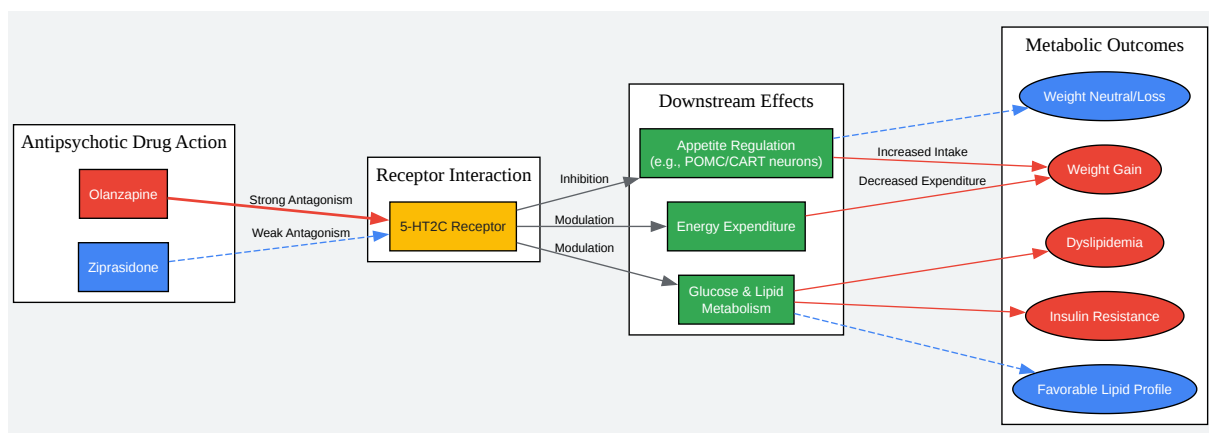 Antipsychotic Drug Action
Olanzapine
Ziprasidone
Strong Antagonism
Weak Antagonism
Receptor Interaction
5-HT2C Receptor
Inhibition
Modulation
Modulation
Downstream Effects
Appetite Regulation
(e.g., POMC/CART neurons)
Energy Expenditure
Glucose & Lipid
Metabolism
Increased Intake
Decreased Expenditure
Metabolic Outcomes
Weight Neutral/Loss
Weight Gain
Dyslipidemia
Insulin Resistance
Favorable Lipid Profile